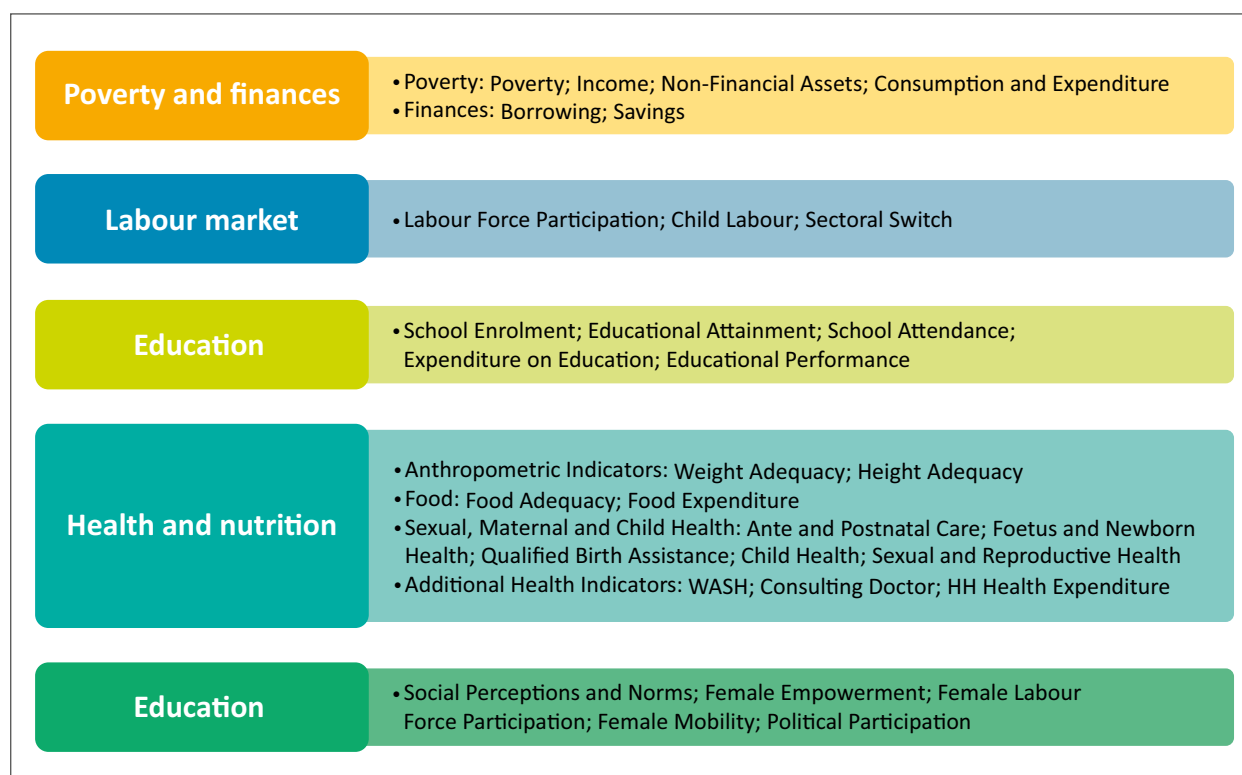 Poverty and finances
• Poverty: Poverty; Income; Non-Financial Assets; Consumption and Expenditure
• Finances: Borrowing; Savings
Labour market
• Labour Force Participation; Child Labour; Sectoral Switch
Education
• School Enrolment; Educational Attainment; School Attendance;
Expenditure on Education; Educational Performance
Health and nutrition
• Anthropometric Indicators: Weight Adequacy; Height Adequacy
• Food: Food Adequacy; Food Expenditure
• Sexual, Maternal and Child Health: Ante and Postnatal Care; Foetus and Newborn
Health; Qualified Birth Assistance; Child Health; Sexual and Reproductive Health
• Additional Health Indicators: WASH; Consulting Doctor; HH Health Expenditure
Education
• Social Perceptions and Norms; Female Empowerment; Female Labour
Force Participation; Female Mobility; Political Participation